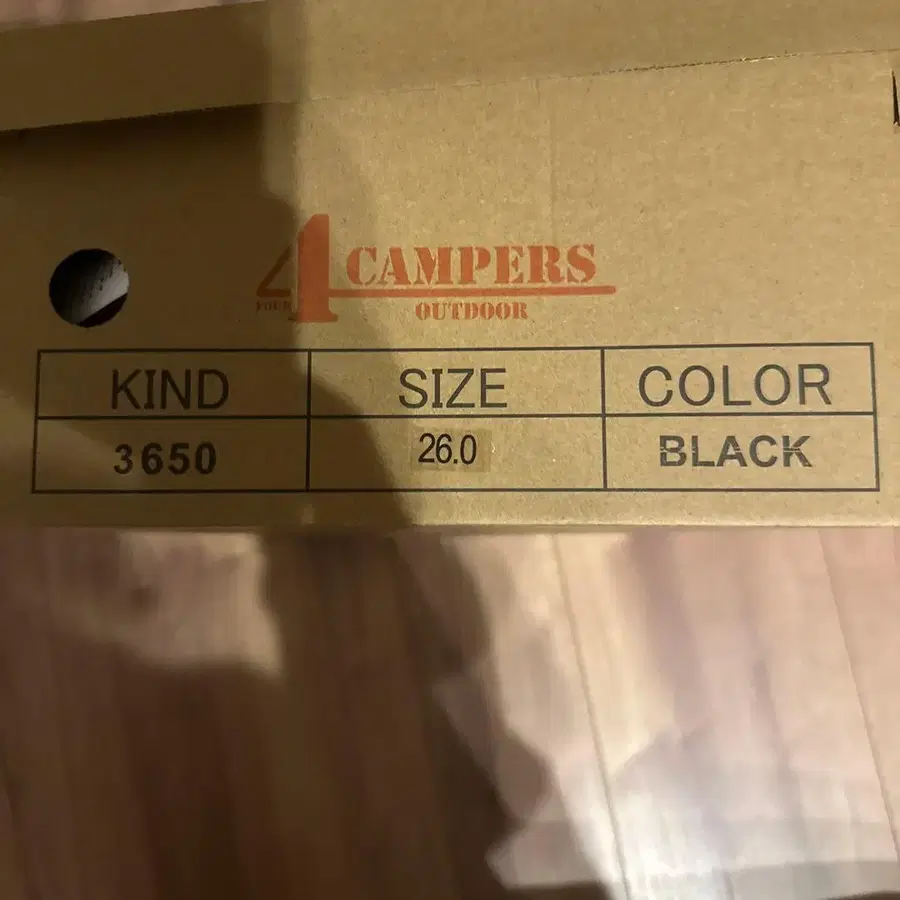 4 CAMPERS
FOUR OUTDOOR
KIND SIZE COLOR
3650 26.0 BLACK